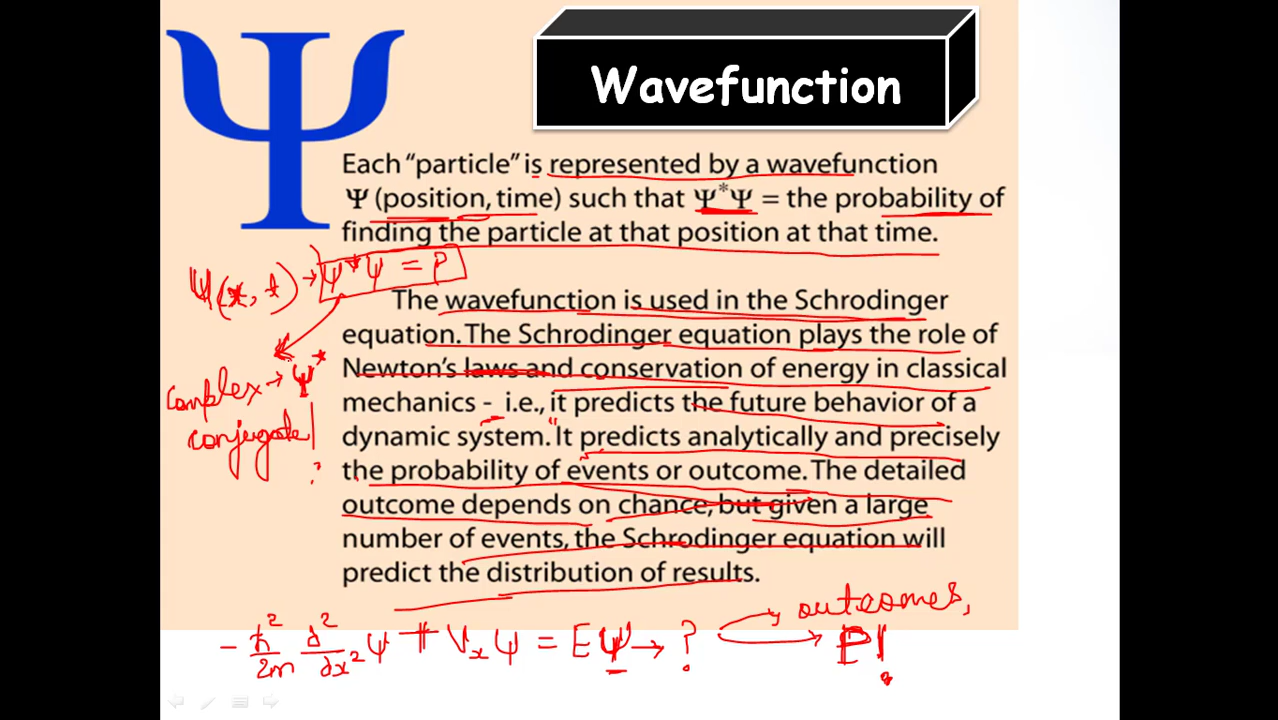 Ψ
Wavefunction
Each “particle” is represented by a wavefunction
Ψ (position, time) such that Ψ*Ψ = the probability of
finding the particle at that position at that time.
Ψ(x, t) → Ψ*Ψ = P
The wavefunction is used in the Schrodinger
equation. The Schrodinger equation plays the role of
Newton’s laws and conservation of energy in classical
mechanics - i.e., it predicts the future behavior of a
dynamic system. It predicts analytically and precisely
the probability of events or outcome. The detailed
outcome depends on chance, but given a large
number of events, the Schrodinger equation will
predict the distribution of results.
Complex → Ψ*
conjugate!
?
outcomes,
-ħ²/2m d²/dx² Ψ + Vₓ Ψ = EΨ → ? P!